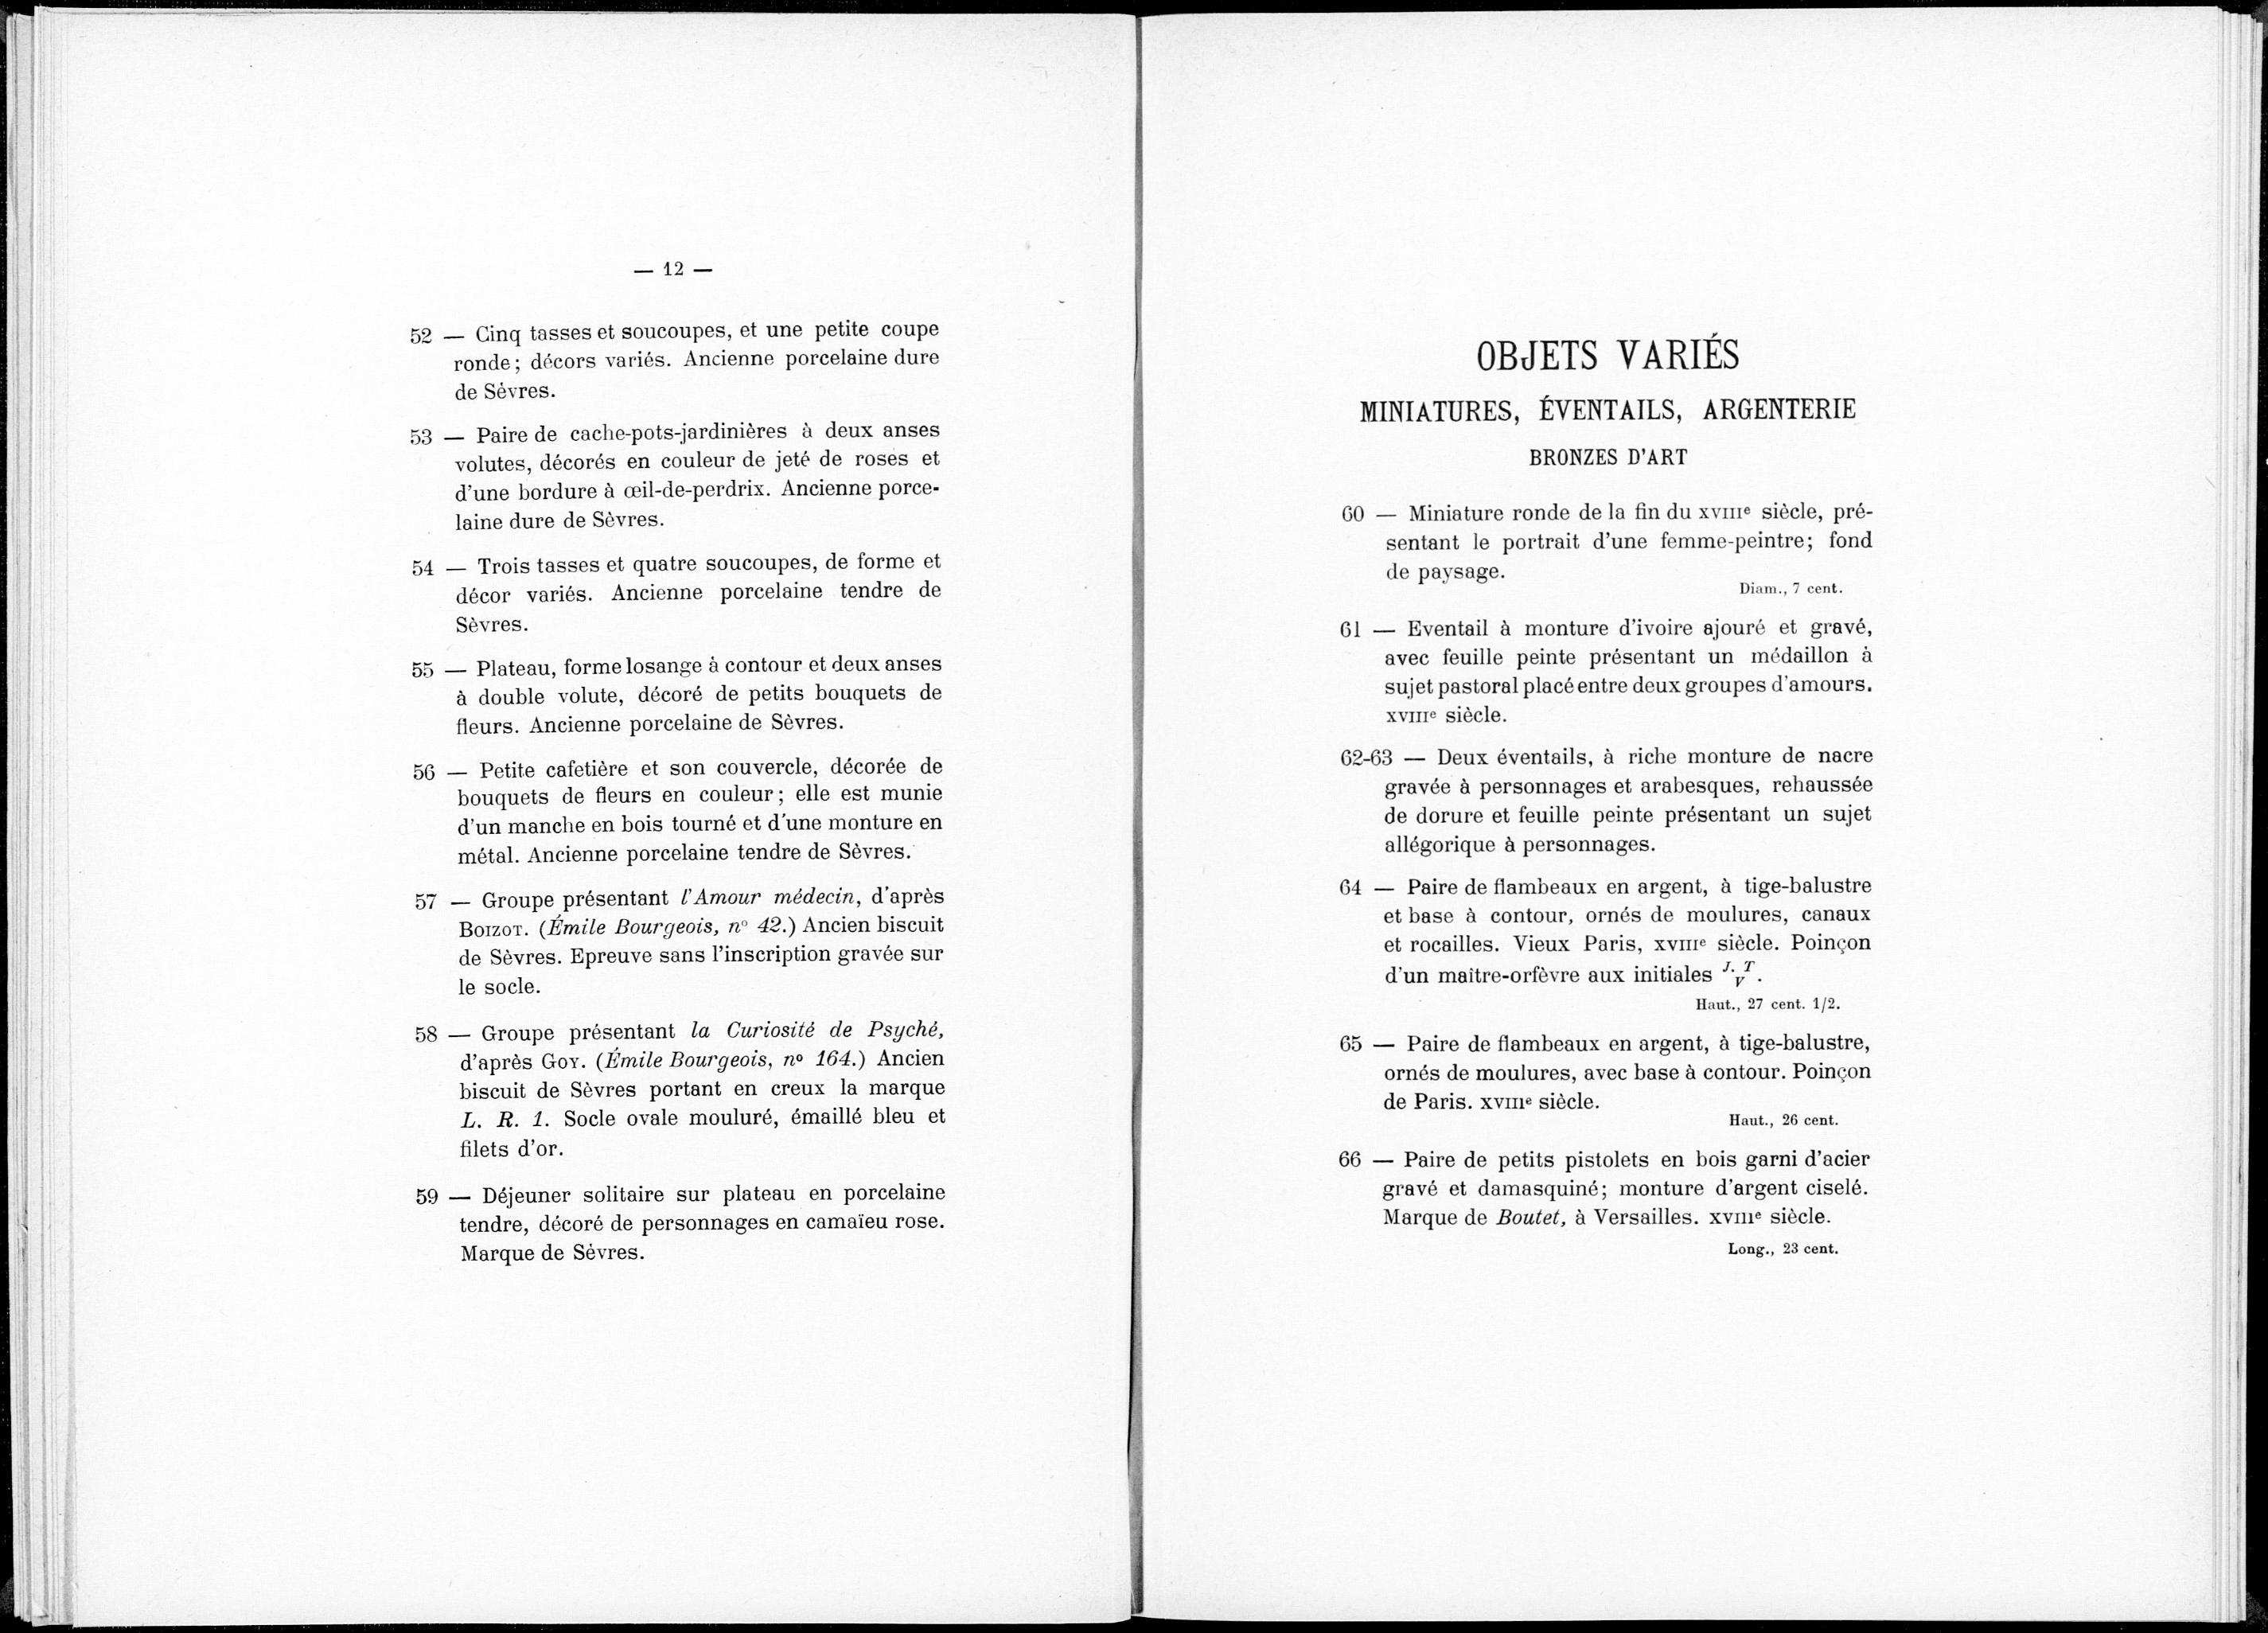 — 12 —
52 — Cinq tasses et soucoupes, et une petite coupe
ronde; décors variés. Ancienne porcelaine dure
de Sèvres.
53 — Paire de cache-pots-jardinières à deux anses
volutes, décorés en couleur de jeté de roses et
d'une bordure à œil-de-perdrix. Ancienne porce-
laine dure de Sèvres.
54 — Trois tasses et quatre soucoupes, de forme et
décor variés. Ancienne porcelaine tendre de
Sèvres.
55 — Plateau, forme losange à contour et deux anses
à double volute, décoré de petits bouquets de
fleurs. Ancienne porcelaine de Sèvres.
56 — Petite cafetière et son couvercle, décorée de
bouquets de fleurs en couleur; elle est munie
d'un manche en bois tourné et d'une monture en
métal. Ancienne porcelaine tendre de Sèvres.
57 — Groupe présentant l'Amour médecin, d'après
Boizot. (Émile Bourgeois, n° 42.) Ancien biscuit
de Sèvres. Epreuve sans l'inscription gravée sur
le socle.
58 — Groupe présentant la Curiosité de Psyché,
d'après Goy. (Émile Bourgeois, nº 164.) Ancien
biscuit de Sèvres portant en creux la marque
L. R. 1. Socle ovale mouluré, émaillé bleu et
filets d'or.
59 — Déjeuner solitaire sur plateau en porcelaine
tendre, décoré de personnages en camaïeu rose.
Marque de Sèvres.
OBJETS VARIÉS
MINIATURES, ÉVENTAILS, ARGENTERIE
BRONZES D'ART
60 — Miniature ronde de la fin du xviiie siècle, pré-
sentant le portrait d'une femme-peintre; fond
de paysage.
Diam., 7 cent.
61 — Eventail à monture d'ivoire ajouré et gravé,
avec feuille peinte présentant un médaillon à
sujet pastoral placé entre deux groupes d'amours.
xviiie siècle.
62-63 — Deux éventails, à riche monture de nacre
gravée à personnages et arabesques, rehaussée
de dorure et feuille peinte présentant un sujet
allégorique à personnages.
64 — Paire de flambeaux en argent, à tige-balustre
et base à contour, ornés de moulures, canaux
et rocailles. Vieux Paris, xviiie siècle. Poinçon
d'un maître-orfèvre aux initiales J. V T.
Haut., 27 cent. 1/2.
65 — Paire de flambeaux en argent, à tige-balustre,
ornés de moulures, avec base à contour. Poinçon
de Paris. xviiie siècle.
Haut., 26 cent.
66 — Paire de petits pistolets en bois garni d'acier
gravé et damasquiné; monture d'argent ciselé.
Marque de Boutet, à Versailles. xviiie siècle.
Long., 23 cent.